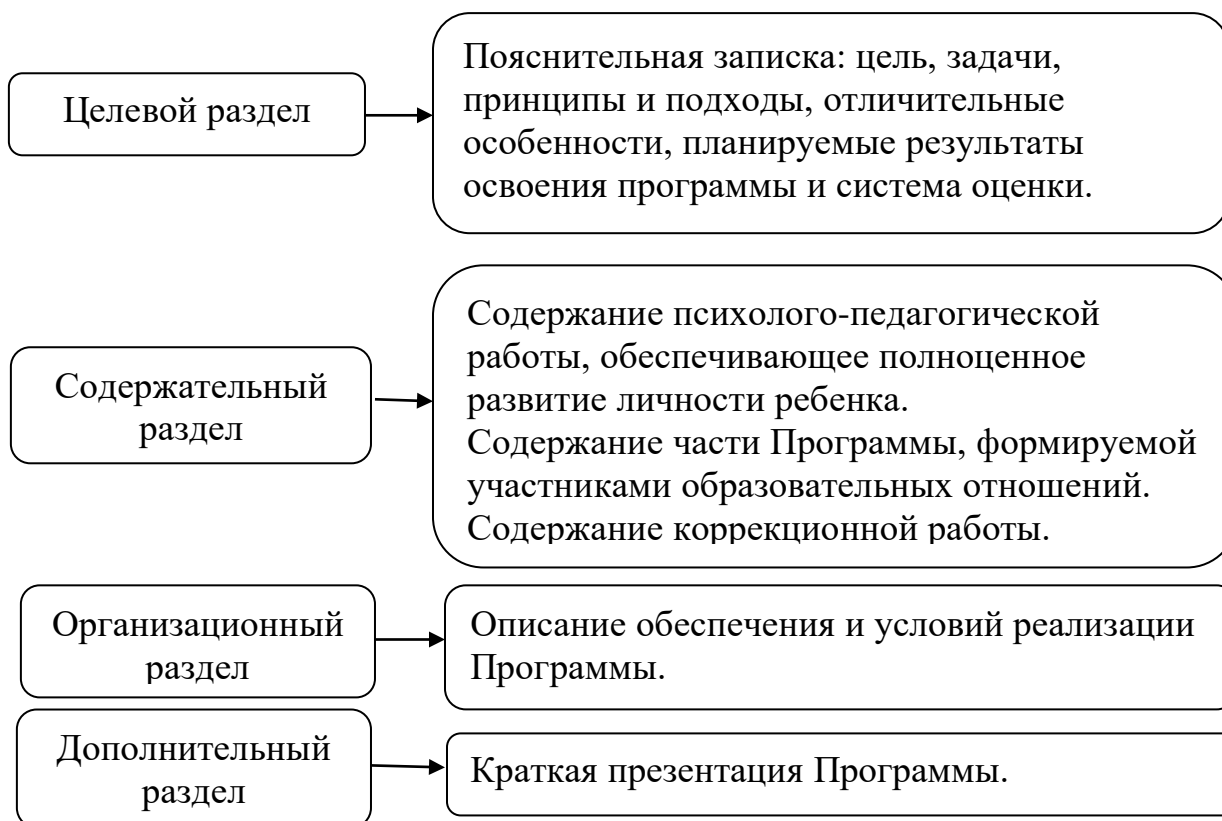 Целевой раздел
Пояснительная записка: цель, задачи,
принципы и подходы, отличительные
особенности, планируемые результаты
освоения программы и система оценки.
Содержательный
раздел
Содержание психолого-педагогической
работы, обеспечивающее полноценное
развитие личности ребенка.
Содержание части Программы, формируемой
участниками образовательных отношений.
Содержание коррекционной работы.
Организационный
раздел
Описание обеспечения и условий реализации
Программы.
Дополнительный
раздел
Краткая презентация Программы.